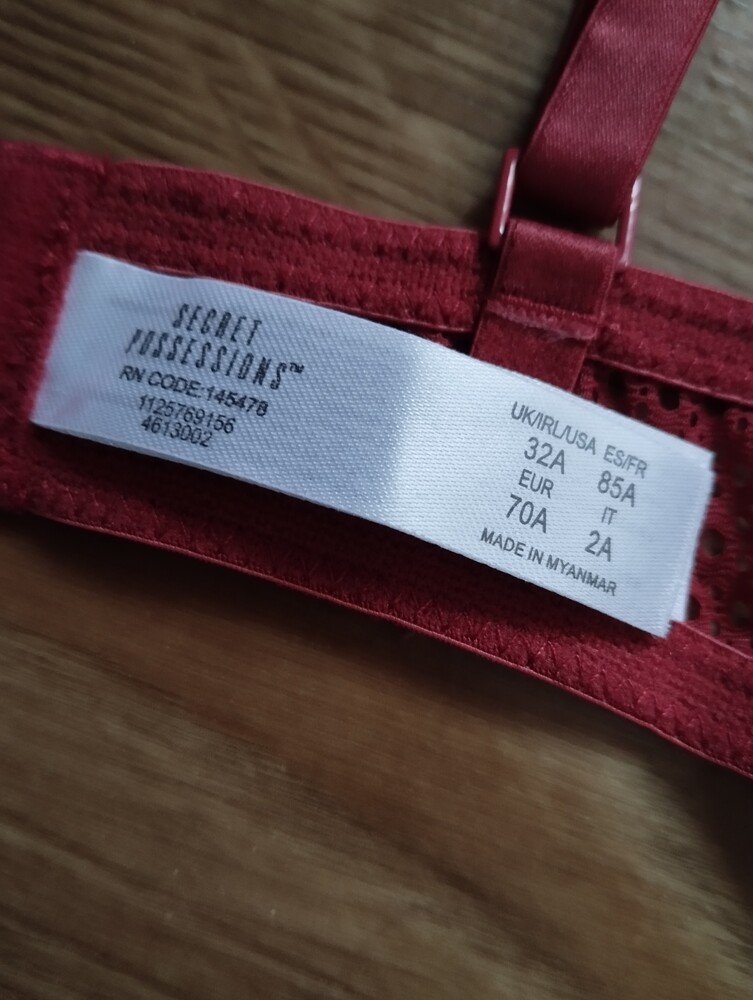 SECRET
POSSESSIONS™
RN CODE:145478
1125769156
4613002
UK/IRL/USA ES/FR
32A 85A
EUR IT
70A 2A
MADE IN MYANMAR